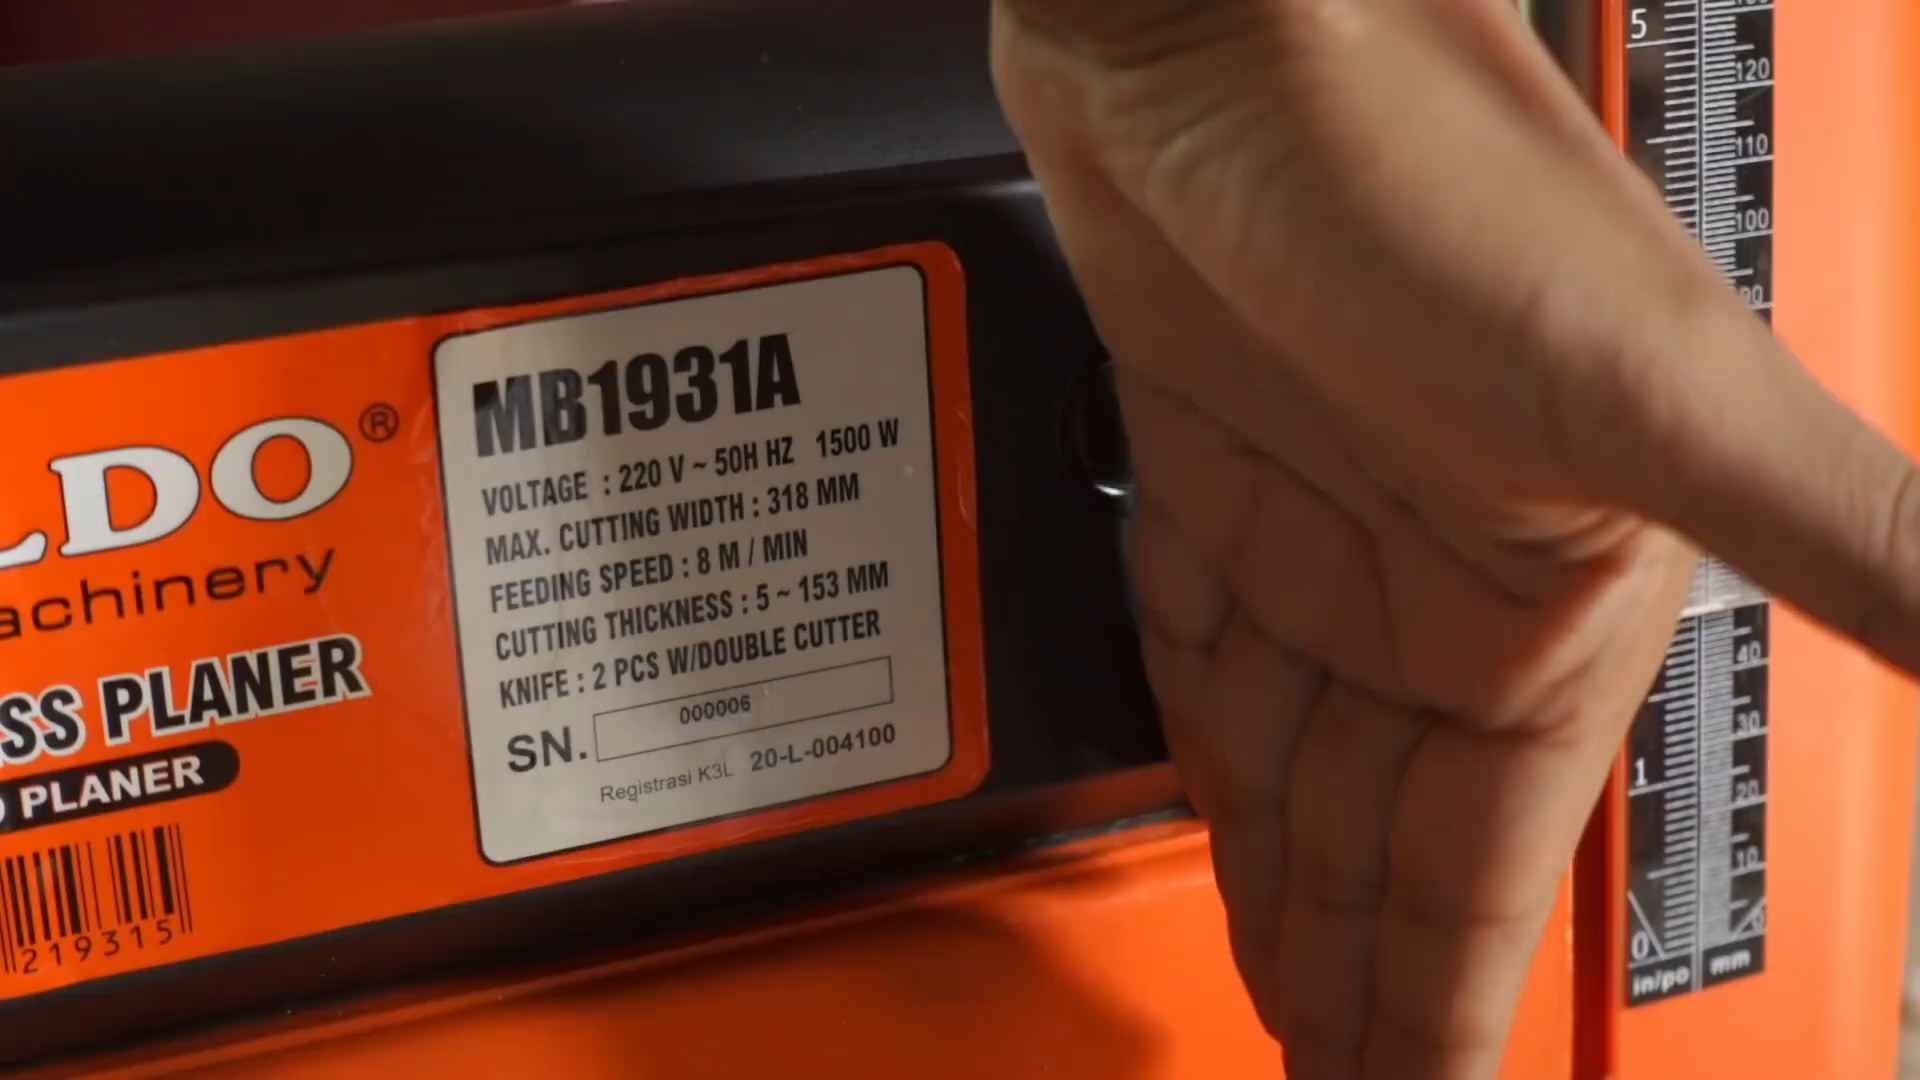 LDO®
achinery
SS PLANER
PLANER
219315
MB1931A
VOLTAGE : 220 V ~ 50H HZ 1500 W
MAX. CUTTING WIDTH : 318 MM
FEEDING SPEED : 8 M / MIN
CUTTING THICKNESS : 5 ~ 153 MM
KNIFE : 2 PCS W/DOUBLE CUTTER
SN. 000006
Registrasi K3L 20-L-004100
5
120
110
100
90
40
30
1
20
10
0 0
in/po mm